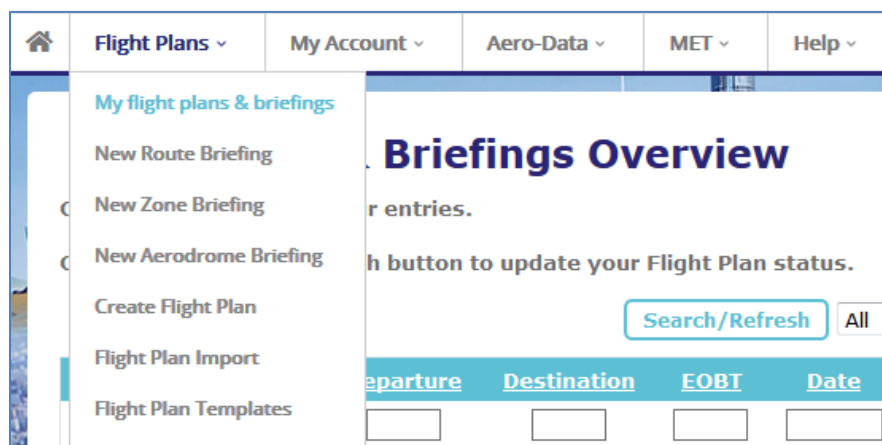 Flight Plans My Account Aero-Data MET Help
My flight plans & briefings
New Route Briefing
Briefings Overview
New Zone Briefing
r entries.
New Aerodrome Briefing
h button to update your Flight Plan status.
Create Flight Plan
Search/Refresh All
Flight Plan Import
eparture Destination EOBT Date
Flight Plan Templates